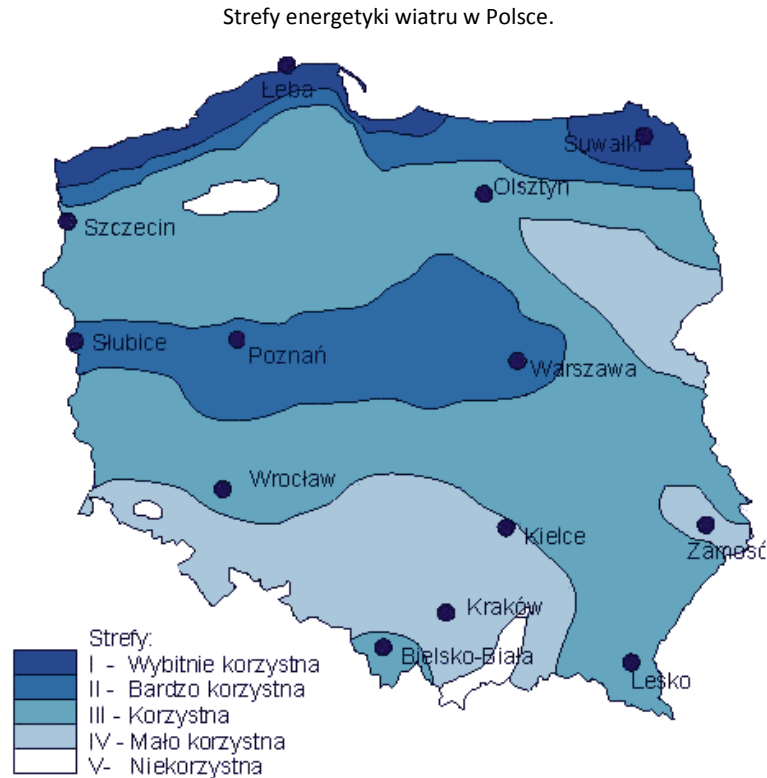 Strefy energetyki wiatru w Polsce.
Łeba
Suwałki
Olsztyn
Szczecin
Słubice
Poznań
Warszawa
Wrocław
Kielce
Zamość
Kraków
Bielsko-Biała
Lesko
Strefy:
I - Wybitnie korzystna
II - Bardzo korzystna
III - Korzystna
IV - Mało korzystna
V- Niekorzystna